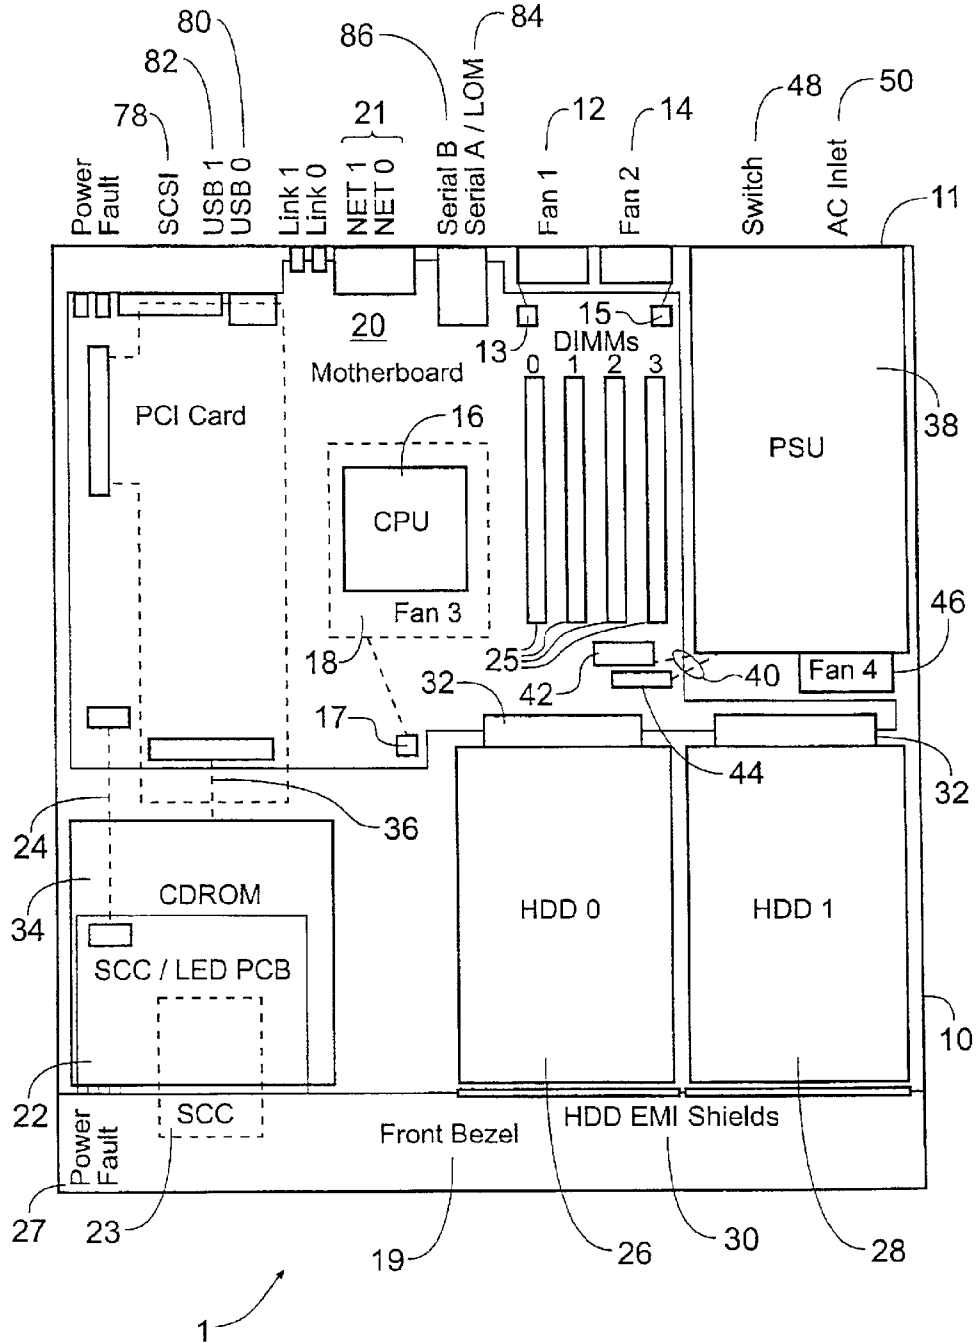 80
84
82
86
78
21
12
14
48
50
Power
Fault
SCSI
USB 1
USB 0
Link 1
Link 0
NET 1
NET 0
Serial B
Serial A / LOM
Fan 1
Fan 2
Switch
AC Inlet
11
20
Motherboard
13
15
DIMMs
0 1 2 3
PCI Card
16
CPU
Fan 3
18
PSU
38
25
42
40
Fan 4
46
32
17
44
32
24
36
34
CDROM
SCC / LED PCB
HDD 0
HDD 1
10
22
SCC
Power
Fault
Front Bezel
HDD EMI Shields
27
23
19
26
30
28
1